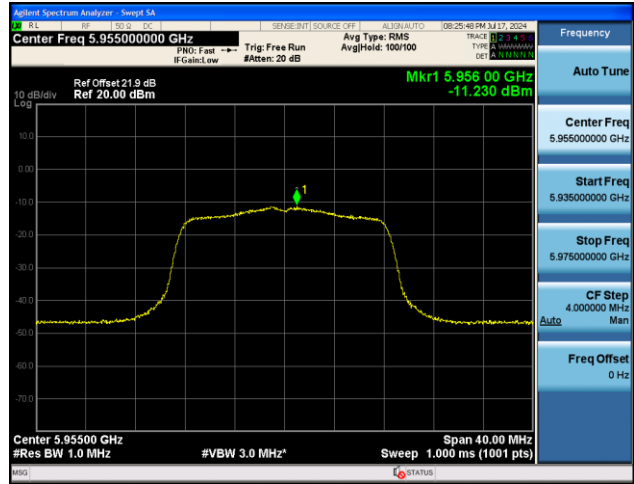 Agilent Spectrum Analyzer - Swept SA
RL RF 50 Ω DC SENSE:INT SOURCE OFF ALIGN AUTO 08:25:48 PM Jul 17, 2024
Center Freq 5.955000000 GHz
PNO: Fast
IFGain:Low
Trig: Free Run
#Atten: 20 dB
Avg Type: RMS
Avg|Hold: 100/100
TRACE 1 2 3 4 5 6
TYPE A WWWWW
DET A N N N N N
Ref Offset 21.9 dB
Ref 20.00 dBm
10 dB/div
Log
Mkr1 5.956 00 GHz
-11.230 dBm
10.0
0.00
-10.0
-20.0
-30.0
-40.0
-50.0
-60.0
-70.0
1
Center 5.95500 GHz
#Res BW 1.0 MHz
#VBW 3.0 MHz*
Span 40.00 MHz
Sweep 1.000 ms (1001 pts)
MSG
STATUS
Frequency
Auto Tune
Center Freq
5.955000000 GHz
Start Freq
5.935000000 GHz
Stop Freq
5.975000000 GHz
CF Step
4.000000 MHz
Auto Man
Freq Offset
0 Hz